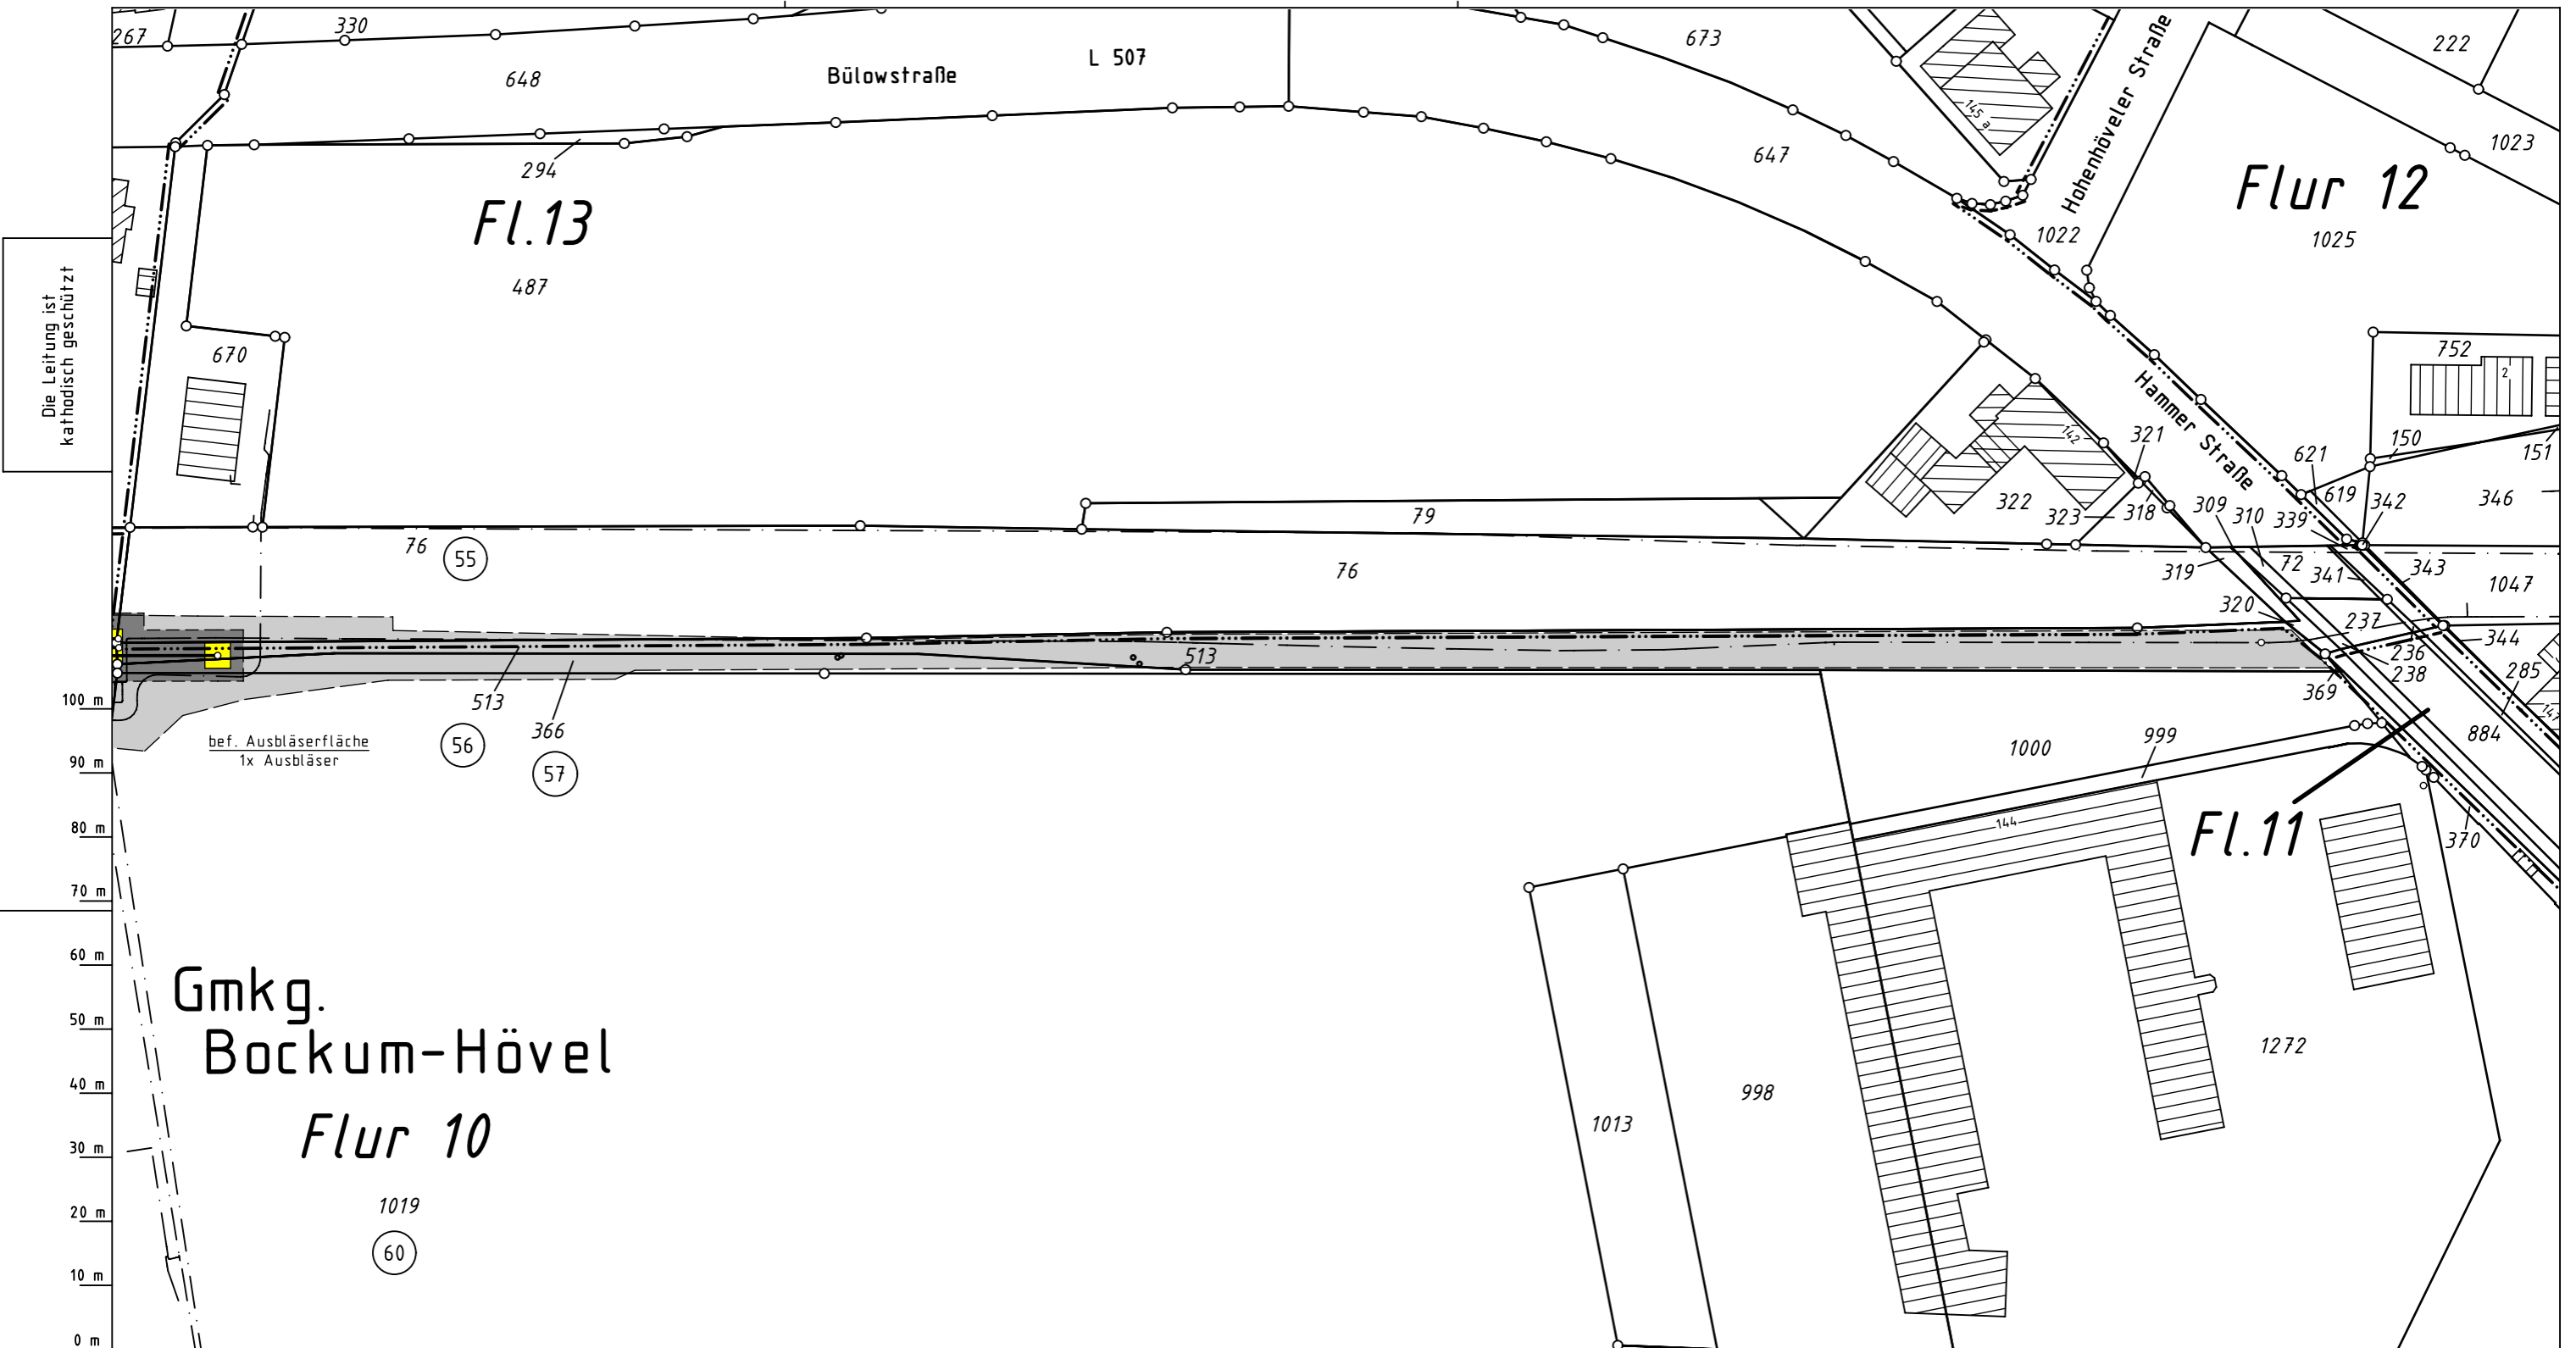 267
330
648
Bülowstraße
L 507
673
Hohenhöveler Straße
222
1023
145 a
647
294
Fl.13
487
1022
Flur 12
1025
Die Leitung ist
kathodisch geschützt
670
752
2
Hammer Straße
142
321
150
151
621
619
342
346
79
322
323
318
309
310
339
76
55
76
319
72
341
343
1047
320
237
513
236
344
238
285
369
513
366
100 m
56
57
bef. Ausbläserfläche
1x Ausbläser
1000
999
884
147
90 m
80 m
144
Fl.11
370
70 m
60 m
Gmkg.
Bockum-Hövel
50 m
40 m
Flur 10
30 m
1272
998
1013
1019
20 m
60
10 m
0 m